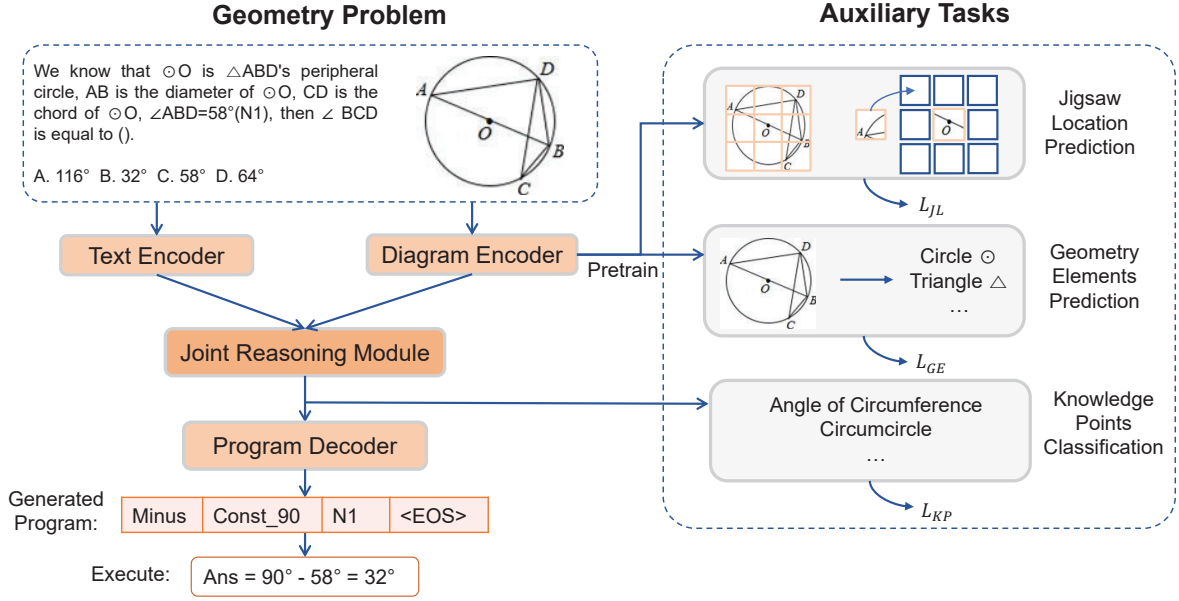 Geometry Problem
We know that ⊙O is △ABD's peripheral
circle, AB is the diameter of ⊙O, CD is the
chord of ⊙O, ∠ABD=58°(N1), then ∠ BCD
is equal to ().
A. 116° B. 32° C. 58° D. 64°
A
D
O
B
C
Text Encoder
Diagram Encoder
Pretrain
Joint Reasoning Module
Program Decoder
Generated
Program:
Minus
Const_90
N1
<EOS>
Execute:
Ans = 90° - 58° = 32°
Auxiliary Tasks
A
D
O
B
C
A
O
Jigsaw
Location
Prediction
L_JL
A
D
O
B
C
Circle ⊙
Triangle △
...
Geometry
Elements
Prediction
L_GE
Angle of Circumference
Circumcircle
...
Knowledge
Points
Classification
L_KP